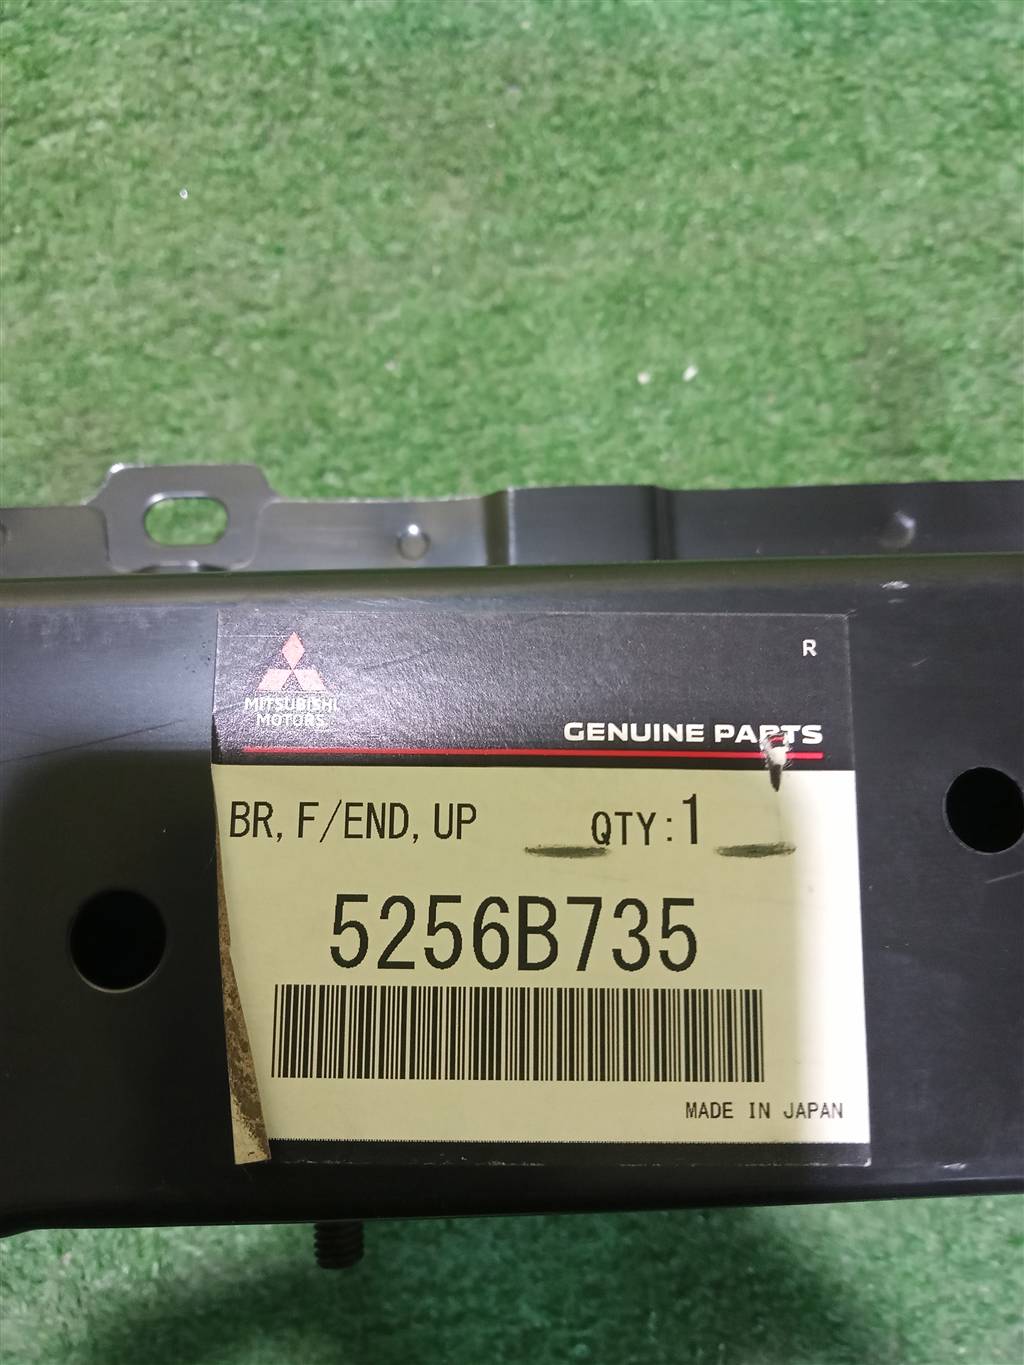 R
MITSUBISHI
MOTORS
GENUINE PARTS
BR, F/END, UP QTY:1
5256B735
MADE IN JAPAN